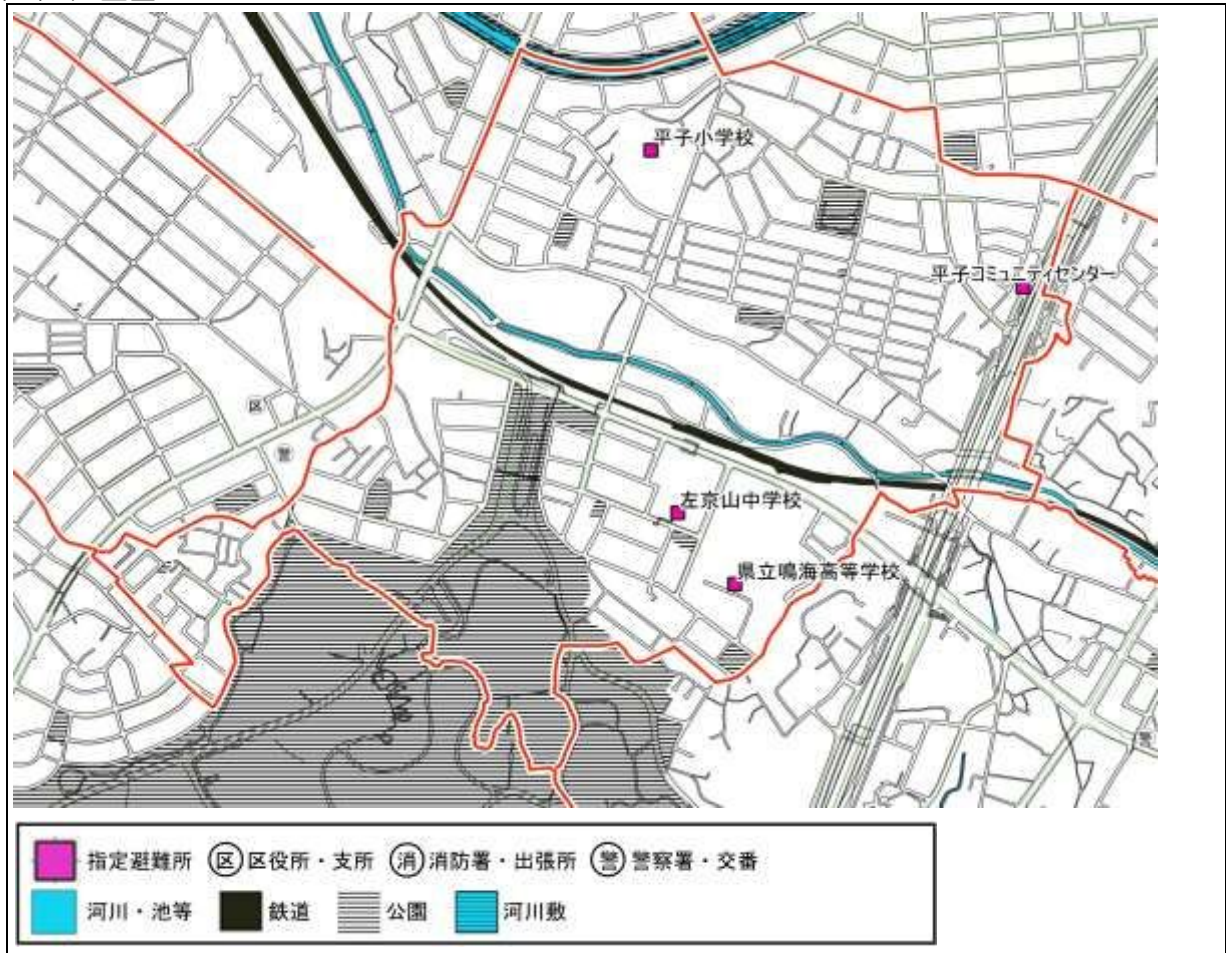 平子小学校
平子コミュニティセンター
区
警
左京山中学校
県立鳴海高等学校
警
指定避難所 区 区役所・支所 消 消防署・出張所 警 警察署・交番
河川・池等 鉄道 公園 河川敷